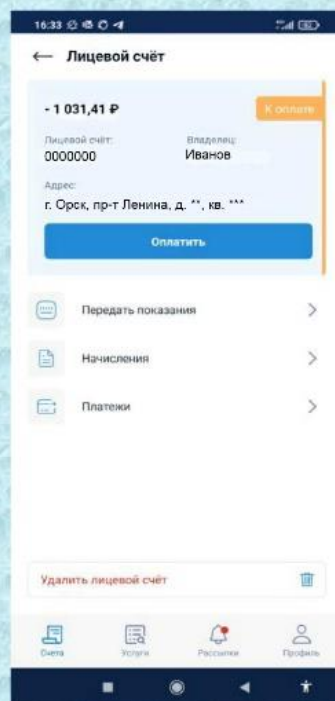 16:33
← Лицевой счёт
- 1 031,41 ₽
К оплате
Лицевой счёт: Владелец:
0000000 Иванов
Адрес:
г. Орск, пр-т Ленина, д. **, кв. ***
Оплатить
Передать показания
Начисления
Платежи
Удалить лицевой счёт
Счета Услуги Рассылки Профиль